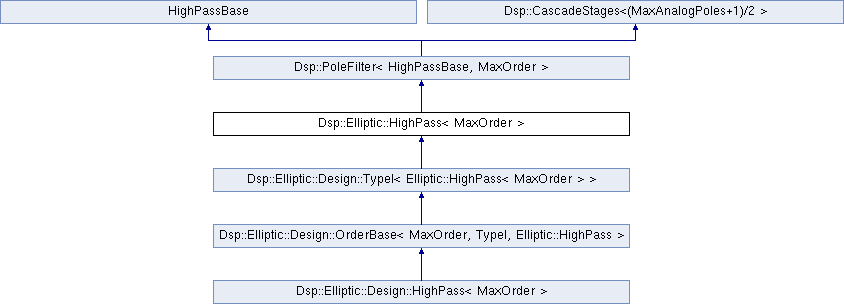 HighPassBase
Dsp::CascadeStages<(MaxAnalogPoles+1)/2 >
Dsp::PoleFilter< HighPassBase, MaxOrder >
Dsp::Elliptic::HighPass< MaxOrder >
Dsp::Elliptic::Design::TypeI< Elliptic::HighPass< MaxOrder > >
Dsp::Elliptic::Design::OrderBase< MaxOrder, TypeI, Elliptic::HighPass >
Dsp::Elliptic::Design::HighPass< MaxOrder >